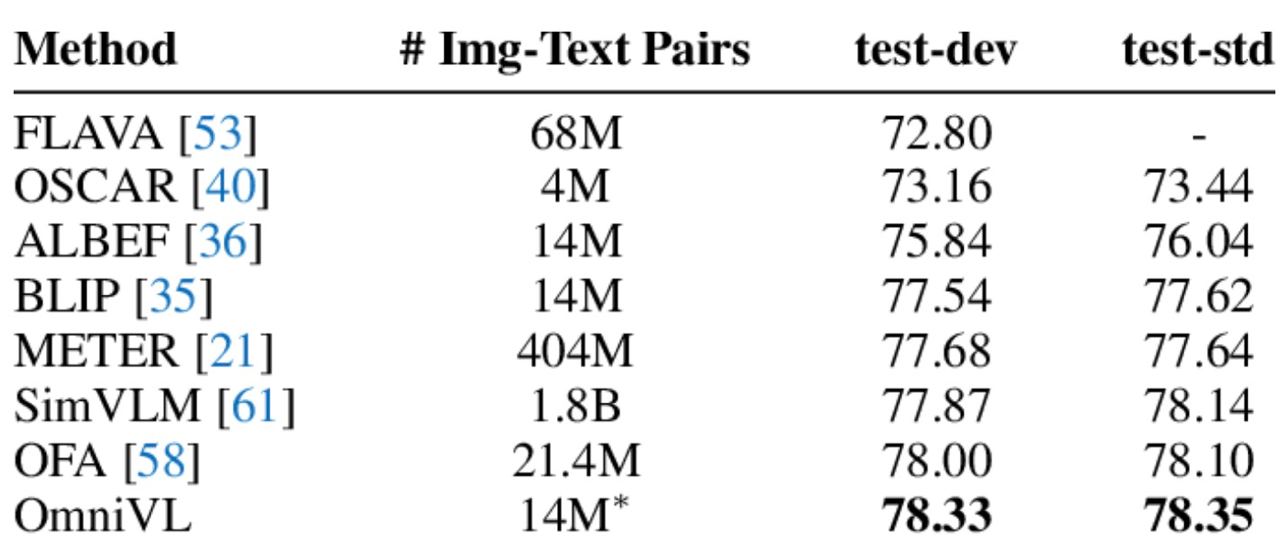 Method # Img-Text Pairs test-dev test-std
FLAVA [53] 68M 72.80 -
OSCAR [40] 4M 73.16 73.44
ALBEF [36] 14M 75.84 76.04
BLIP [35] 14M 77.54 77.62
METER [21] 404M 77.68 77.64
SimVLM [61] 1.8B 77.87 78.14
OFA [58] 21.4M 78.00 78.10
OmniVL 14M* 78.33 78.35